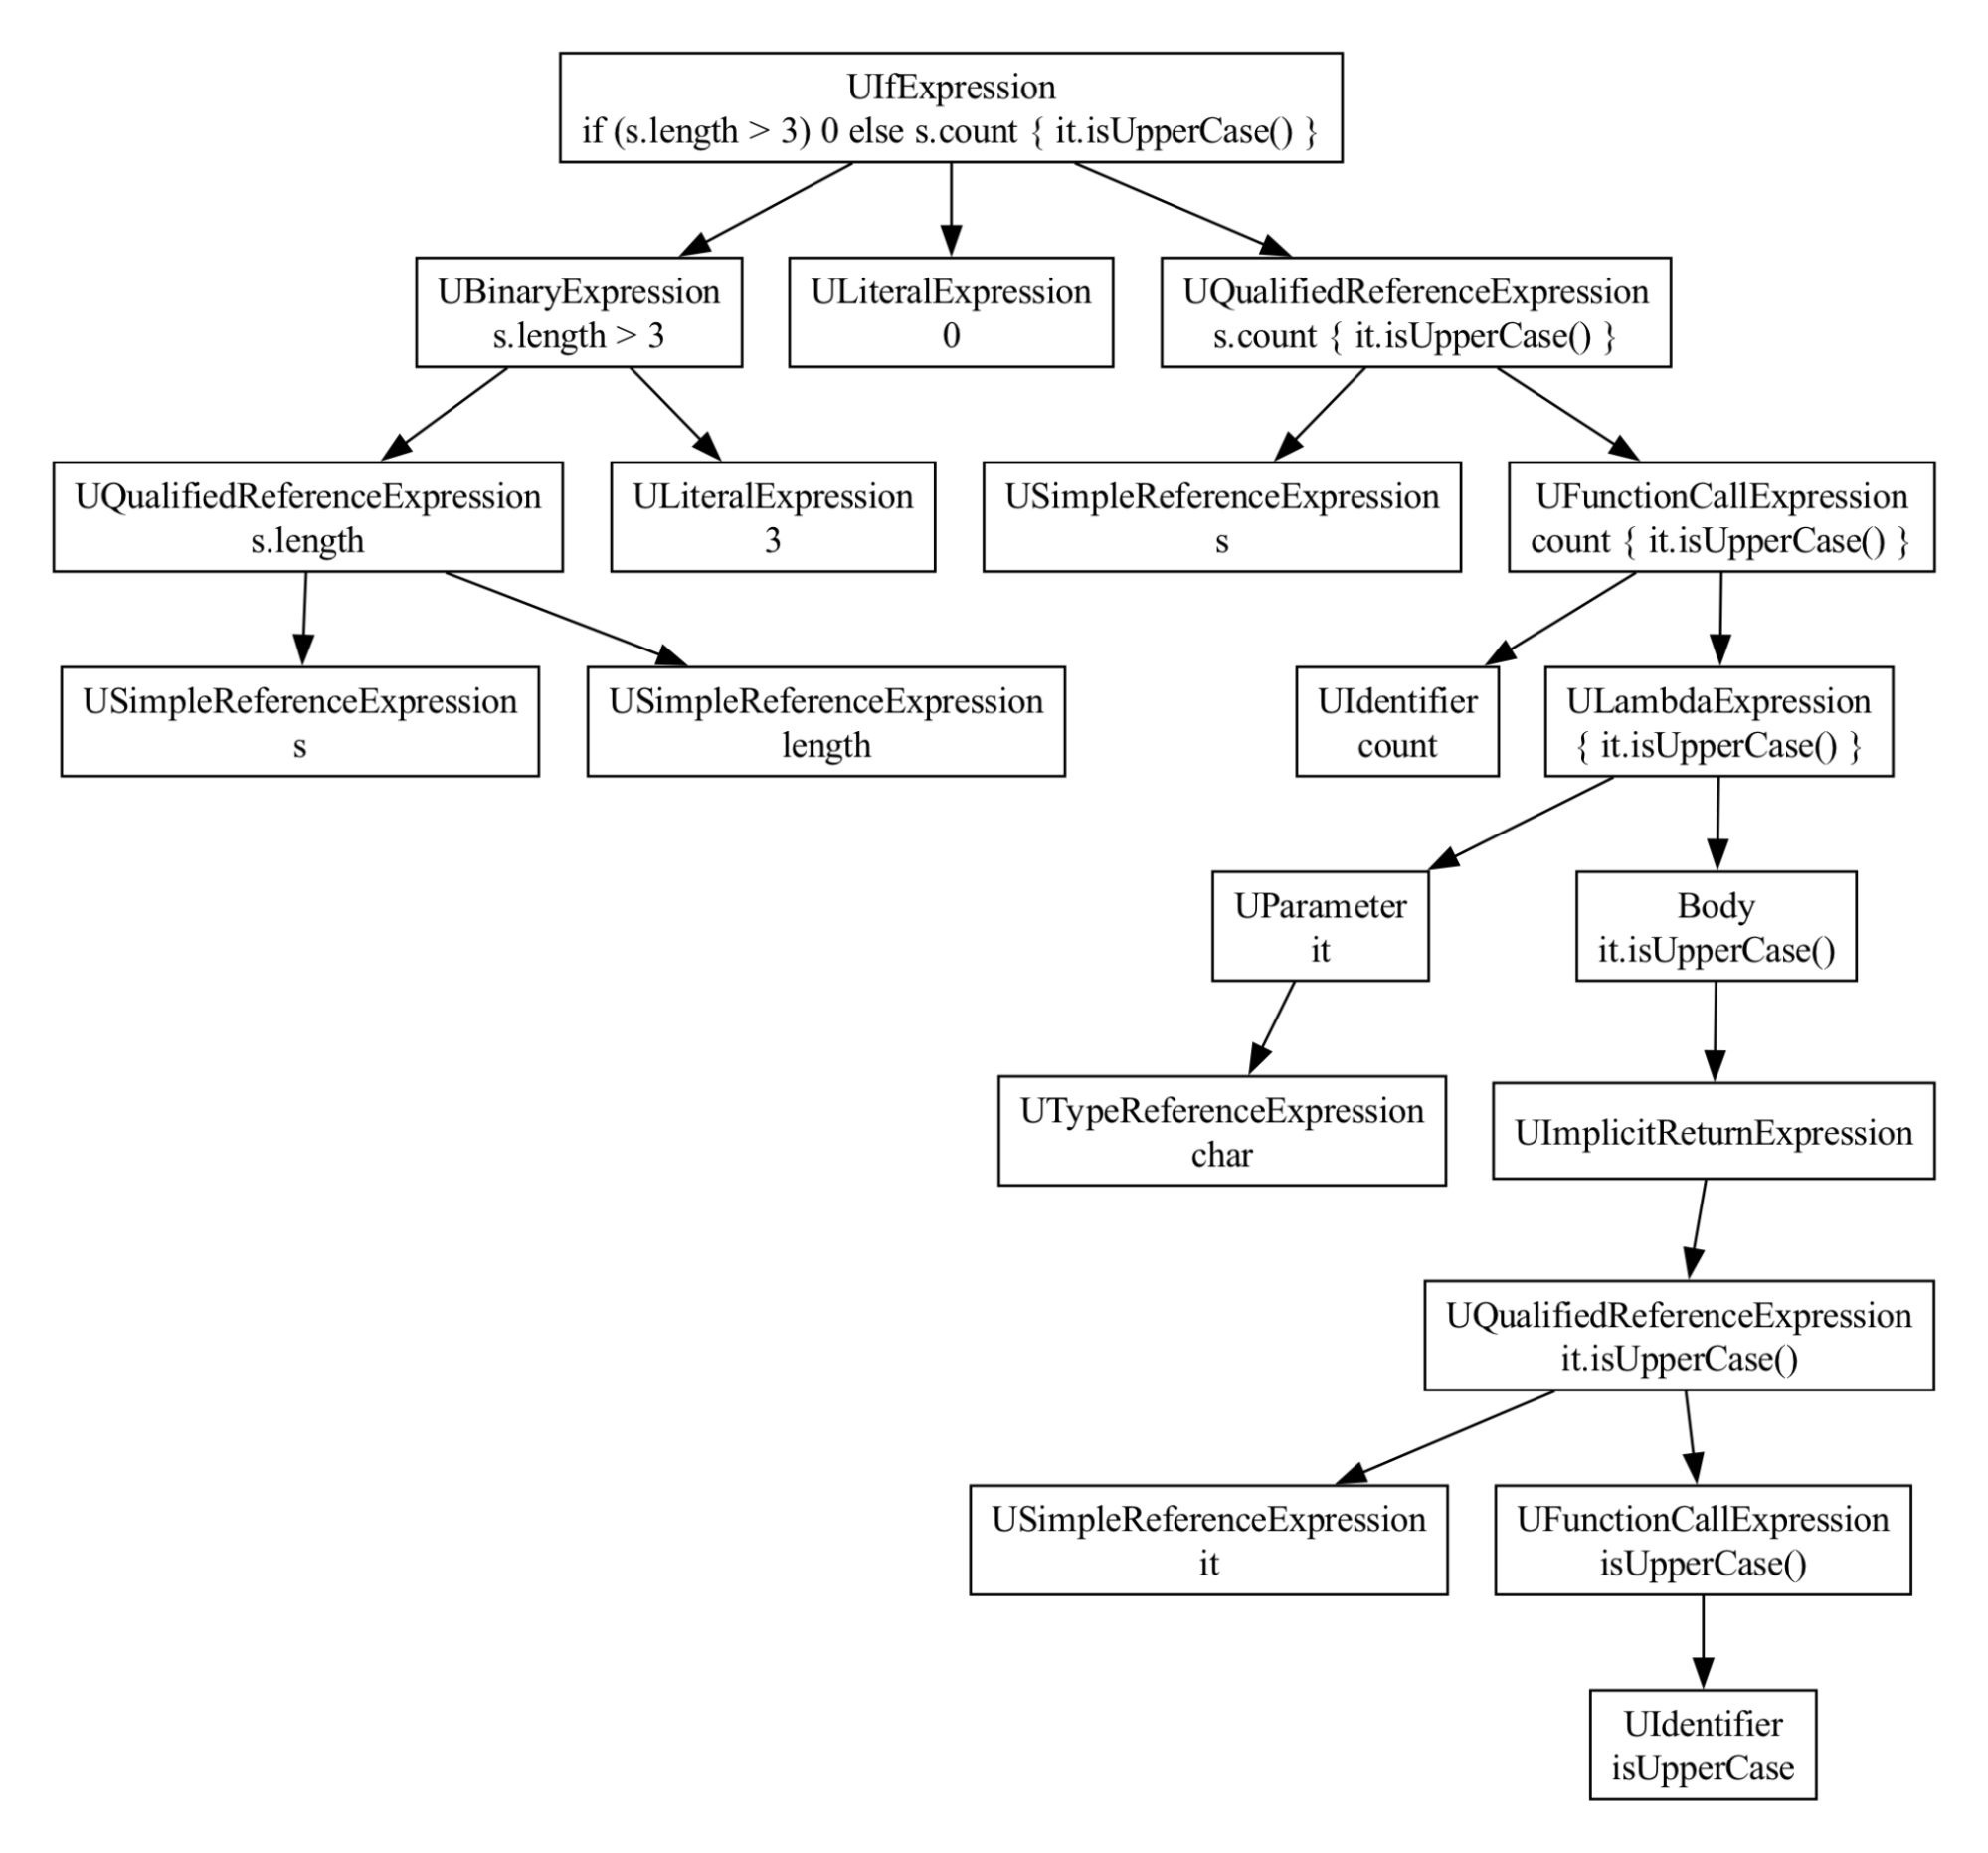 UIfExpression
if (s.length > 3) 0 else s.count { it.isUpperCase() }
UBinaryExpression
s.length > 3
ULiteralExpression
0
UQualifiedReferenceExpression
s.count { it.isUpperCase() }
UQualifiedReferenceExpression
s.length
ULiteralExpression
3
USimpleReferenceExpression
s
UFunctionCallExpression
count { it.isUpperCase() }
USimpleReferenceExpression
s
USimpleReferenceExpression
length
UIdentifier
count
ULambdaExpression
{ it.isUpperCase() }
UParameter
it
Body
it.isUpperCase()
UTypeReferenceExpression
char
UImplicitReturnExpression
UQualifiedReferenceExpression
it.isUpperCase()
USimpleReferenceExpression
it
UFunctionCallExpression
isUpperCase()
UIdentifier
isUpperCase